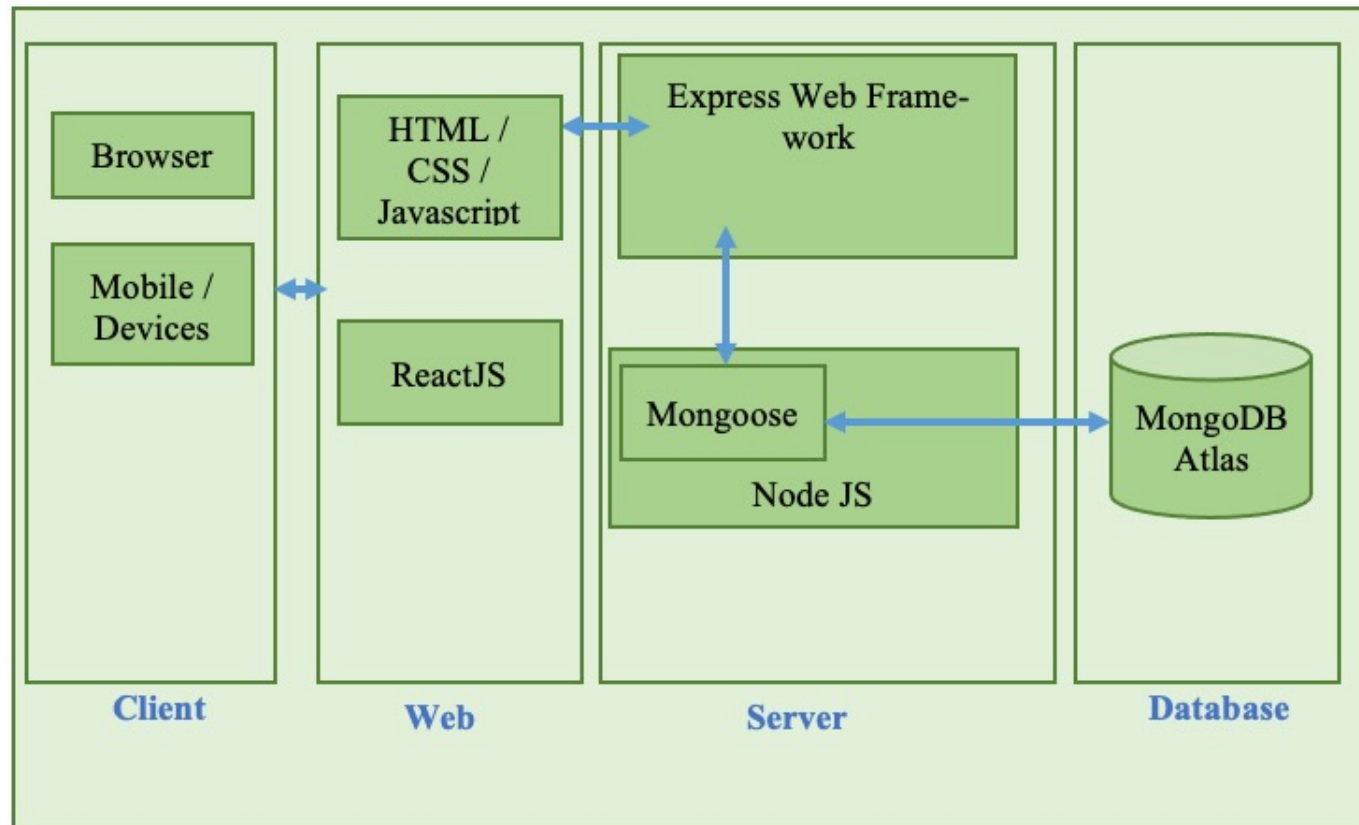 Browser
Mobile /
Devices
HTML /
CSS /
Javascript
ReactJS
Express Web Frame-
work
Mongoose
Node JS
MongoDB
Atlas
Client
Web
Server
Database